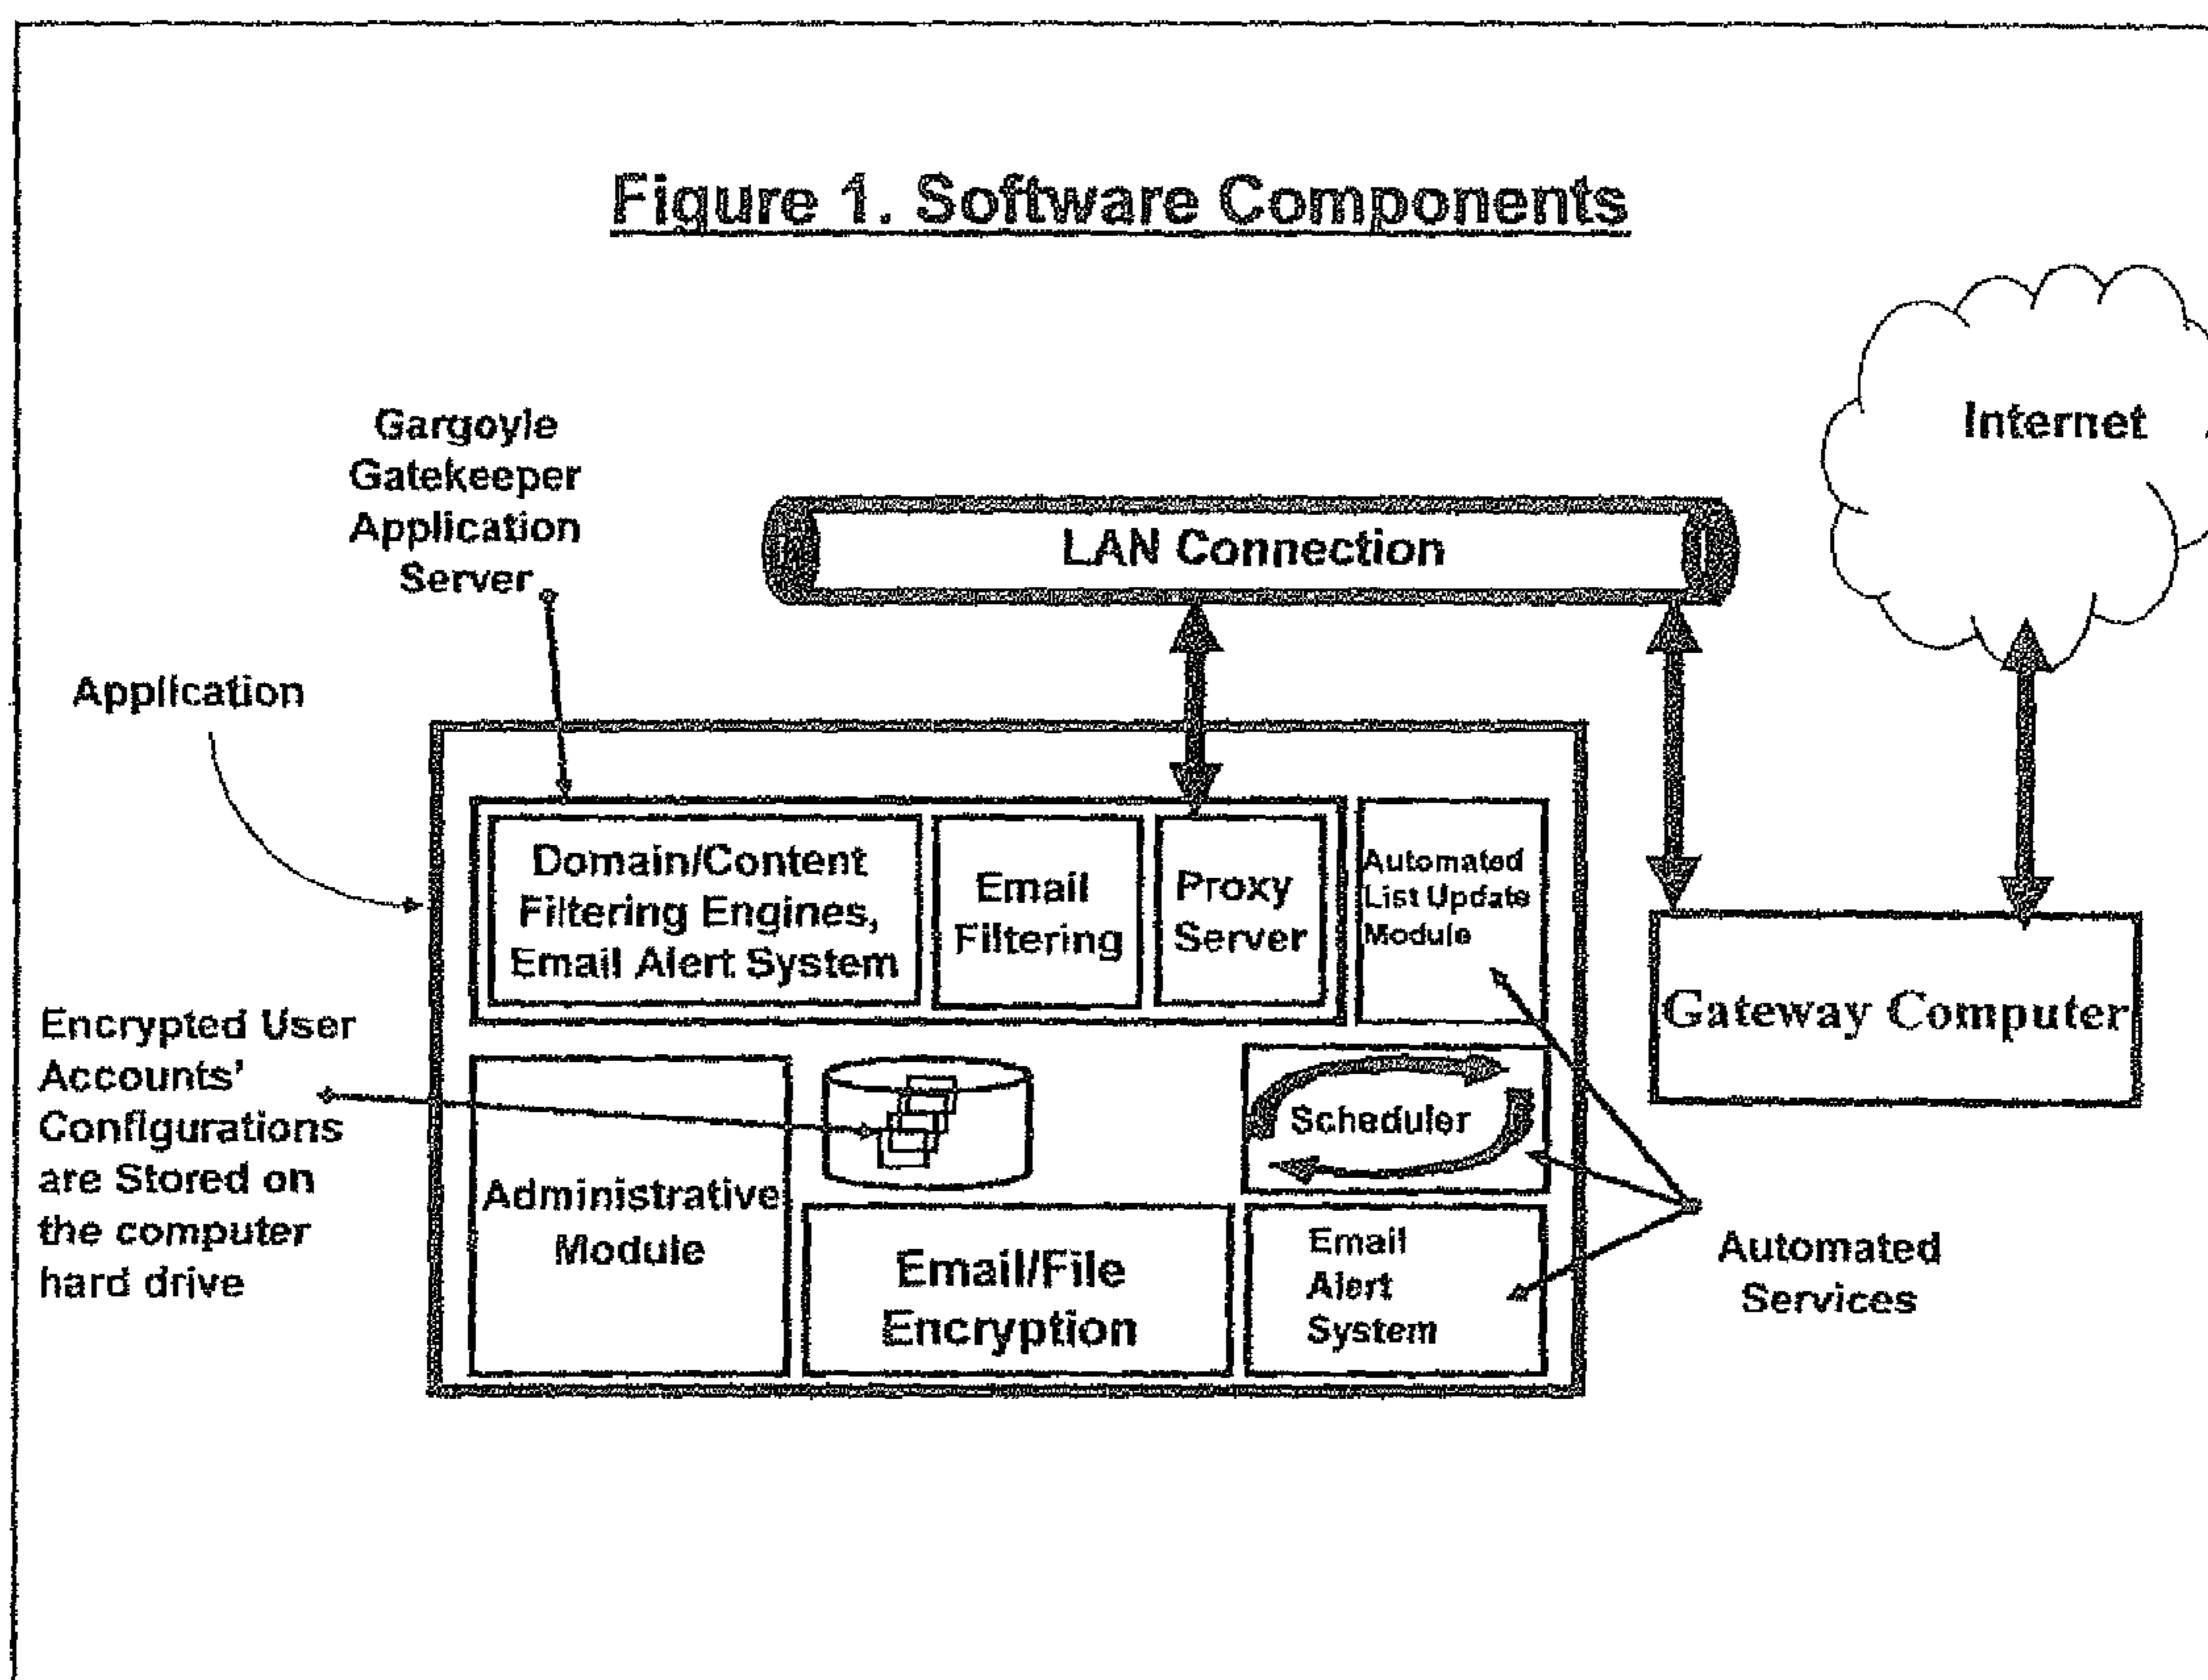 Figure 1. Software Components
Internet
Gargoyle
Gatekeeper
Application
Server
LAN Connection
Application
Domain/Content
Filtering Engines,
Email Alert System
Email
Filtering
Proxy
Server
Automated
List Update
Module
Gateway Computer
Encrypted User
Accounts'
Configurations
are Stored on
the computer
hard drive
Administrative
Module
Scheduler
Email/File
Encryption
Email
Alert
System
Automated
Services